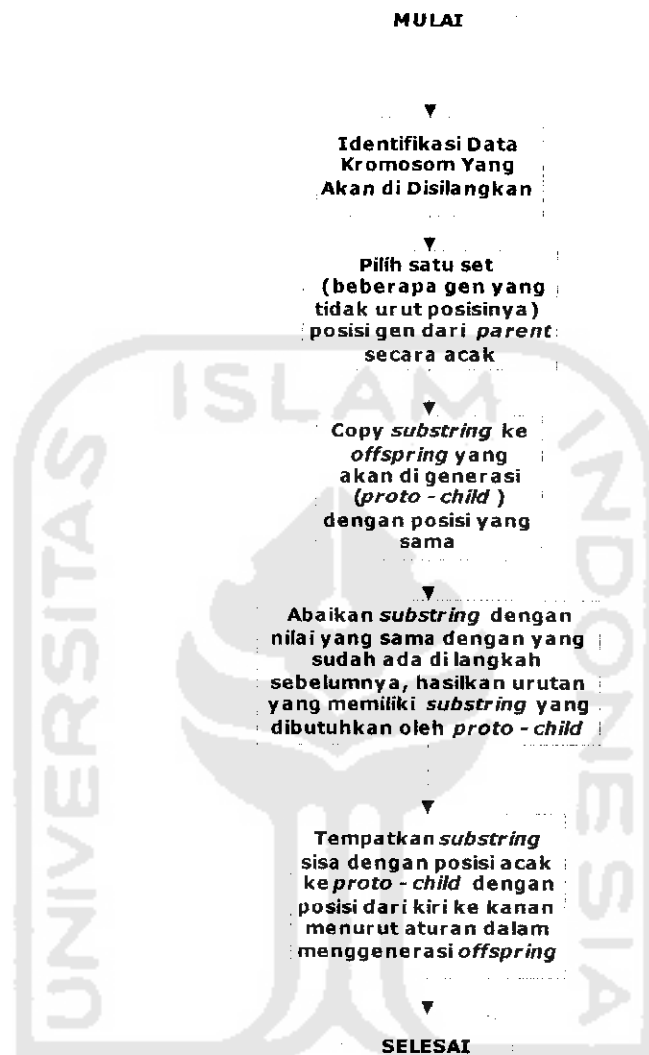 MULAI
Identifikasi Data
Kromosom Yang
Akan di Disilangkan
Pilih satu set
(beberapa gen yang
tidak urut posisinya)
posisi gen dari parent
secara acak
Copy substring ke
offspring yang
akan di generasi
(proto - child )
dengan posisi yang
sama
Abaikan substring dengan
nilai yang sama dengan yang
sudah ada di langkah
sebelumnya, hasilkan urutan
yang memiliki substring yang
dibutuhkan oleh proto - child
Tempatkan substring
sisa dengan posisi acak
ke proto - child dengan
posisi dari kiri ke kanan
menurut aturan dalam
menggenerasi offspring
SELESAI
UNIVERSITAS
ISLAM
INDONESIA